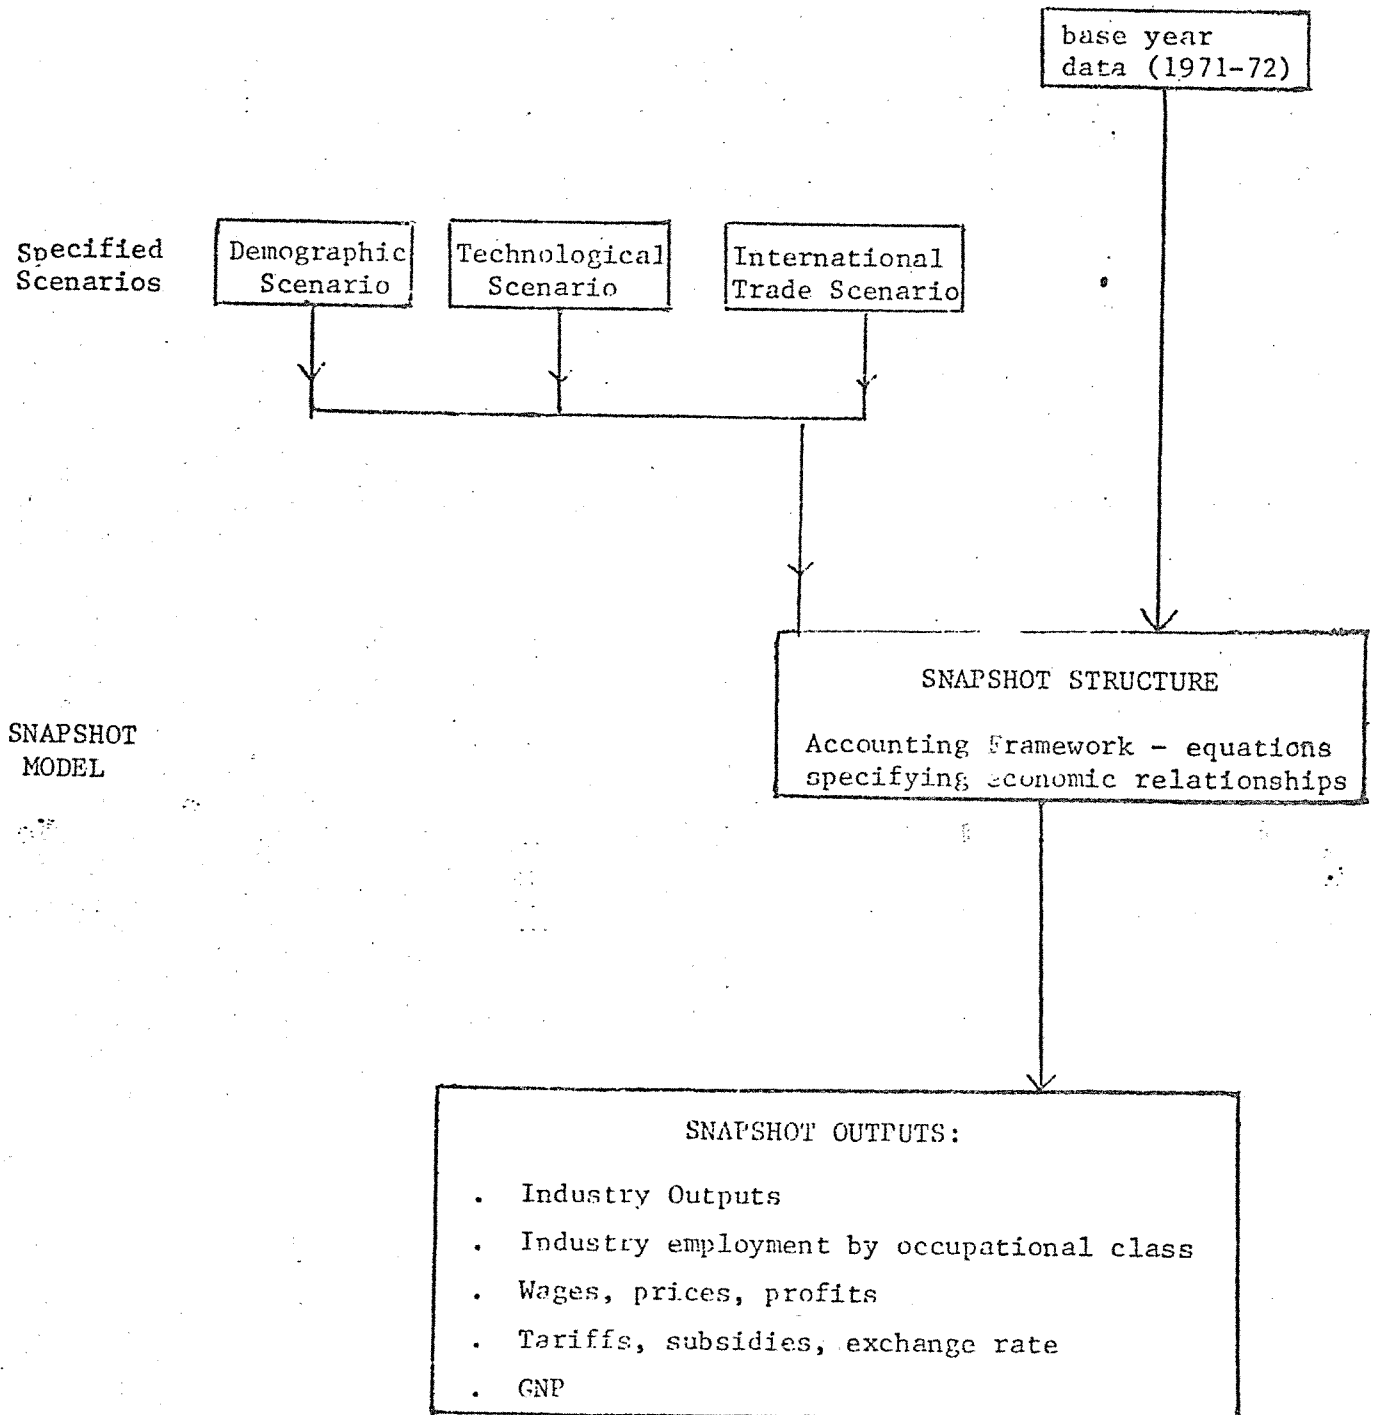 base year
data (1971-72)
Specified
Scenarios
Demographic
Scenario
Technological
Scenario
International
Trade Scenario
SNAPSHOT
MODEL
SNAPSHOT STRUCTURE
Accounting Framework - equations
specifying economic relationships
SNAPSHOT OUTPUTS:
. Industry Outputs
. Industry employment by occupational class
. Wages, prices, profits
. Tariffs, subsidies, exchange rate
. GNP